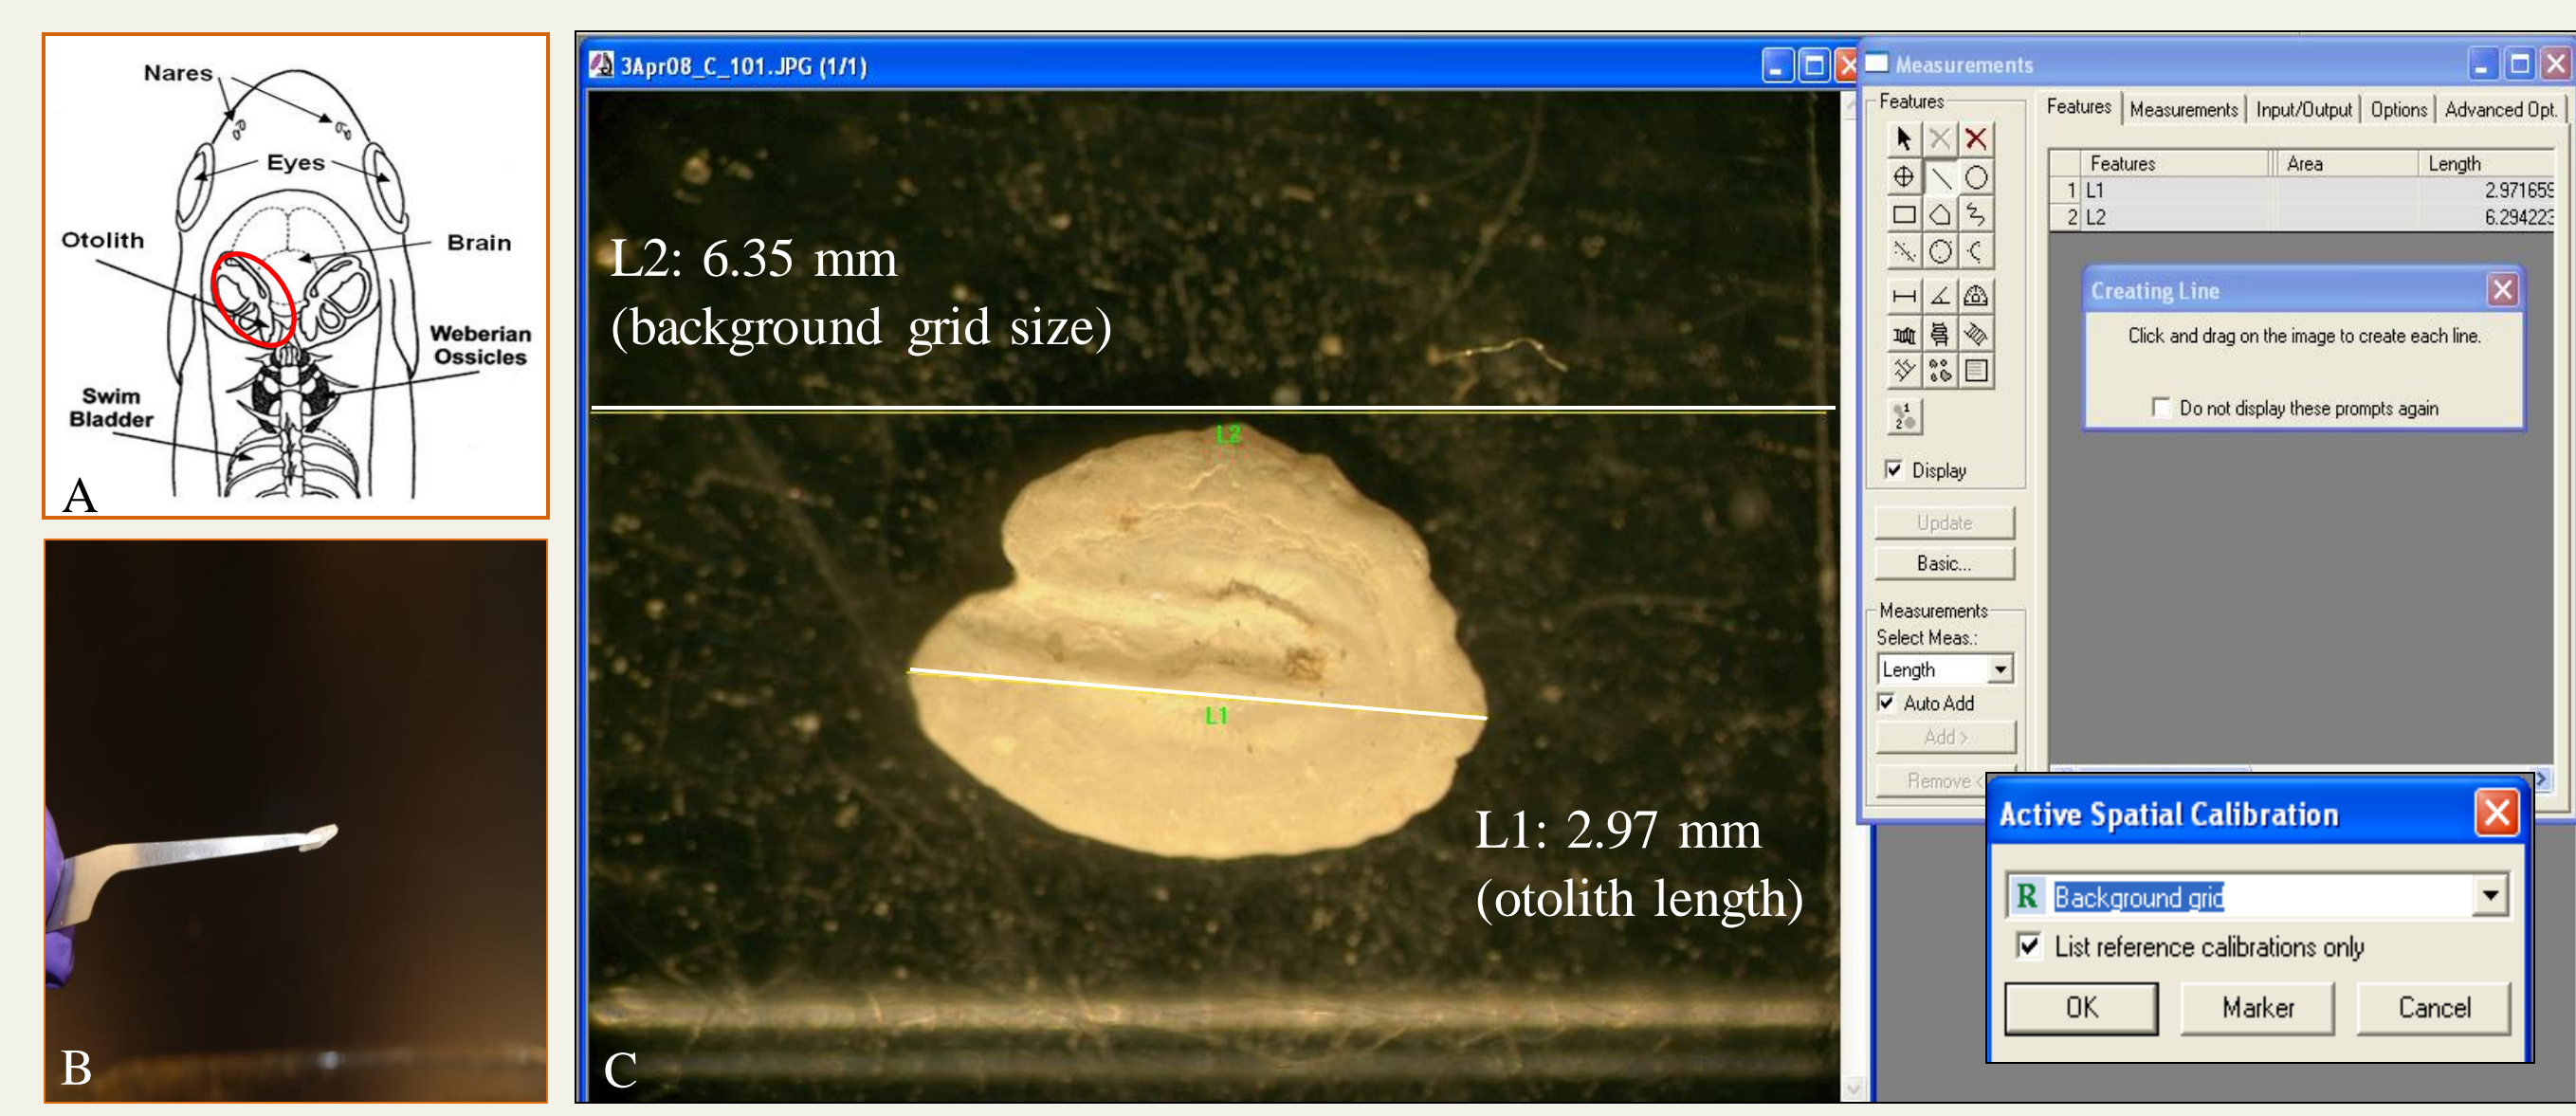 Nares
Eyes
Otolith
Brain
Weberian
Ossicles
Swim
Bladder
A
B
3Apr08_C_101.JPG (1/1)
L2: 6.35 mm
(background grid size)
L2
L1
L1: 2.97 mm
(otolith length)
C
Measurements
Features
Features Measurements Input/Output Options Advanced Opt.
Features Area Length
1 L1 2.971659
2 L2 6.294223
Creating Line
Click and drag on the image to create each line.
Do not display these prompts again
1
2
Display
Update
Basic...
Measurements
Select Meas.:
Length
Auto Add
Add >
Remove <
Active Spatial Calibration
R Background grid
List reference calibrations only
OK Marker Cancel